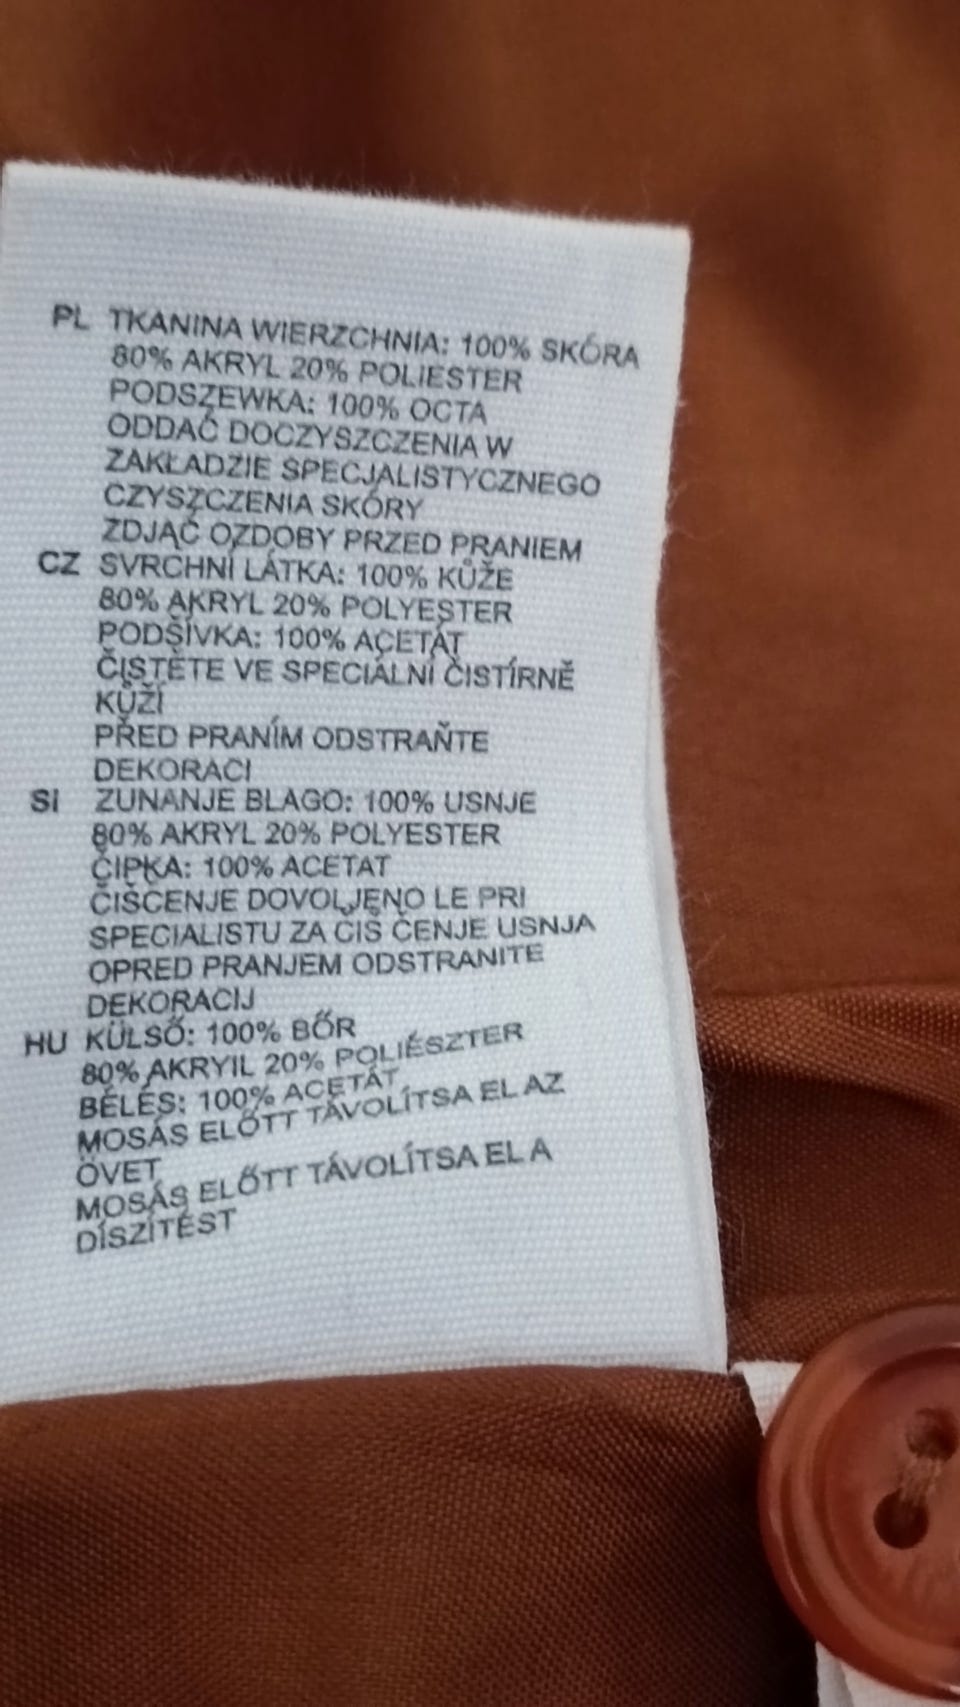 PL TKANINA WIERZCHNIA: 100% SKÓRA
80% AKRYL 20% POLIESTER
PODSZEWKA: 100% OCTA
ODDAĆ DOCZYSZCZENIA W
ZAKŁADZIE SPECJALISTYCZNEGO
CZYSZCZENIA SKÓRY
ZDJĄĆ OZDOBY PRZED PRANIEM
CZ SVRCHNÍ LÁTKA: 100% KŮŽE
80% AKRYL 20% POLYESTER
PODŠÍVKA: 100% ACETÁT
ČISTĚTE VE SPECIÁLNÍ ČISTÍRNĚ
KŮŽÍ
PŘED PRANÍM ODSTRAŇTE
DEKORACI
SI ZUNANJE BLAGO: 100% USNJE
80% AKRYL 20% POLYESTER
ČIPKA: 100% ACETAT
ČIŠČENJE DOVOLJENO LE PRI
SPECIALISTU ZA ČIŠ ČENJE USNJA
OPRED PRANJEM ODSTRANITE
DEKORACIJ
HU KÜLSŐ: 100% BŐR
80% AKRYIL 20% POLIÉSZTER
BÉLÉS: 100% ACETÁT
MOSÁS ELŐTT TÁVOLÍTSA EL AZ
ÖVET
MOSÁS ELŐTT TÁVOLÍTSA EL A
DÍSZÍTÉST